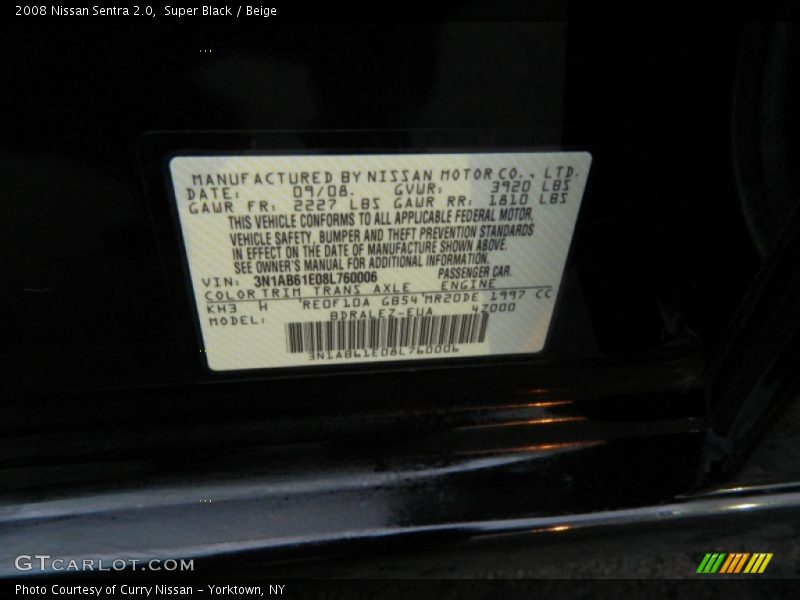 2008 Nissan Sentra 2.0,  Super Black / Beige
MANUFACTURED BY NISSAN MOTOR CO., LTD.
DATE: 09/08. GVWR: 3920 LBS
GAWR FR: 2227 LBS GAWR RR: 1810 LBS
THIS VEHICLE CONFORMS TO ALL APPLICABLE FEDERAL MOTOR
VEHICLE SAFETY, BUMPER AND THEFT PREVENTION STANDARDS
IN EFFECT ON THE DATE OF MANUFACTURE SHOWN ABOVE.
SEE OWNER'S MANUAL FOR ADDITIONAL INFORMATION.
VIN: 3N1AB61E08L760006 PASSENGER CAR
COLOR TRIM TRANS AXLE ENGINE
KH3 H RE0F10A GB54 MR20DE 1997 CC
MODEL: BDRALEZ-EUA 42000
3N1AB61E08L760006
GTCARLOT.COM
Photo Courtesy of Curry Nissan – Yorktown, NY